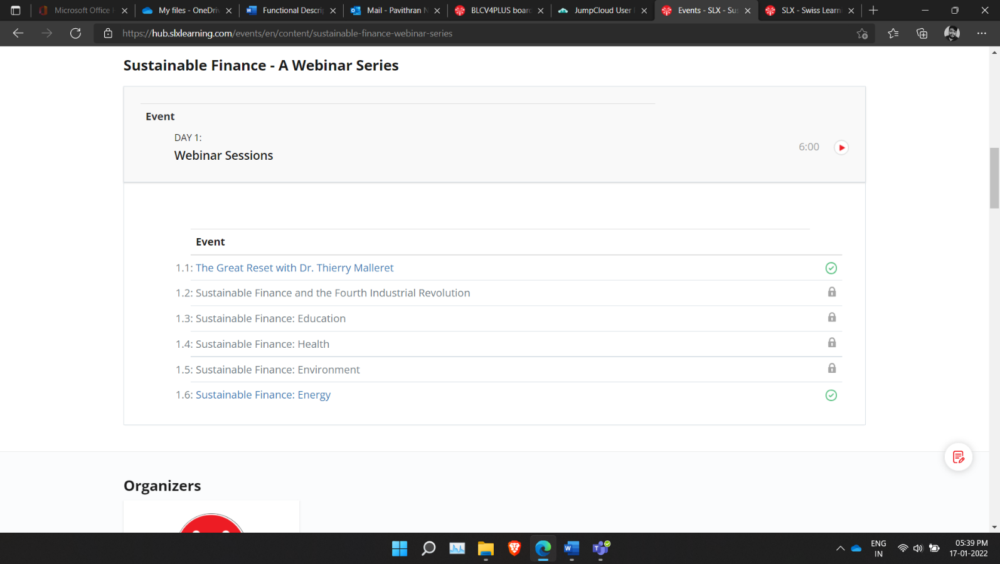 Microsoft Office
My files - OneDriv
Functional Descrip
Mail - Pavithran N
BLCV4PLUS boar
JumpCloud User
Events - SLX - Sus
SLX - Swiss Learn
https://hub.slxlearning.com/events/en/content/sustainable-finance-webinar-series
Sustainable Finance - A Webinar Series
Event
DAY 1:
Webinar Sessions
6:00
Event
1.1: The Great Reset with Dr. Thierry Malleret
1.2: Sustainable Finance and the Fourth Industrial Revolution
1.3: Sustainable Finance: Education
1.4: Sustainable Finance: Health
1.5: Sustainable Finance: Environment
1.6: Sustainable Finance: Energy
Organizers
ENG
IN
05:39 PM
17-01-2022